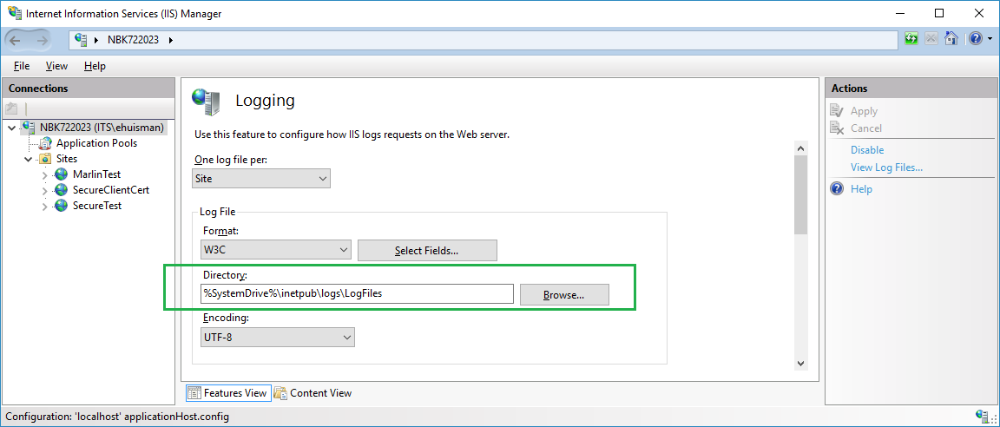 Internet Information Services (IIS) Manager
NBK722023
File View Help
Connections
NBK722023 (ITS\ehuisman)
Application Pools
Sites
MarlinTest
SecureClientCert
SecureTest
Logging
Use this feature to configure how IIS logs requests on the Web server.
One log file per:
Site
Log File
Format:
W3C
Select Fields...
Directory:
%SystemDrive%\inetpub\logs\LogFiles
Browse...
Encoding:
UTF-8
Features View
Content View
Actions
Apply
Cancel
Disable
View Log Files...
Help
Configuration: 'localhost' applicationHost.config